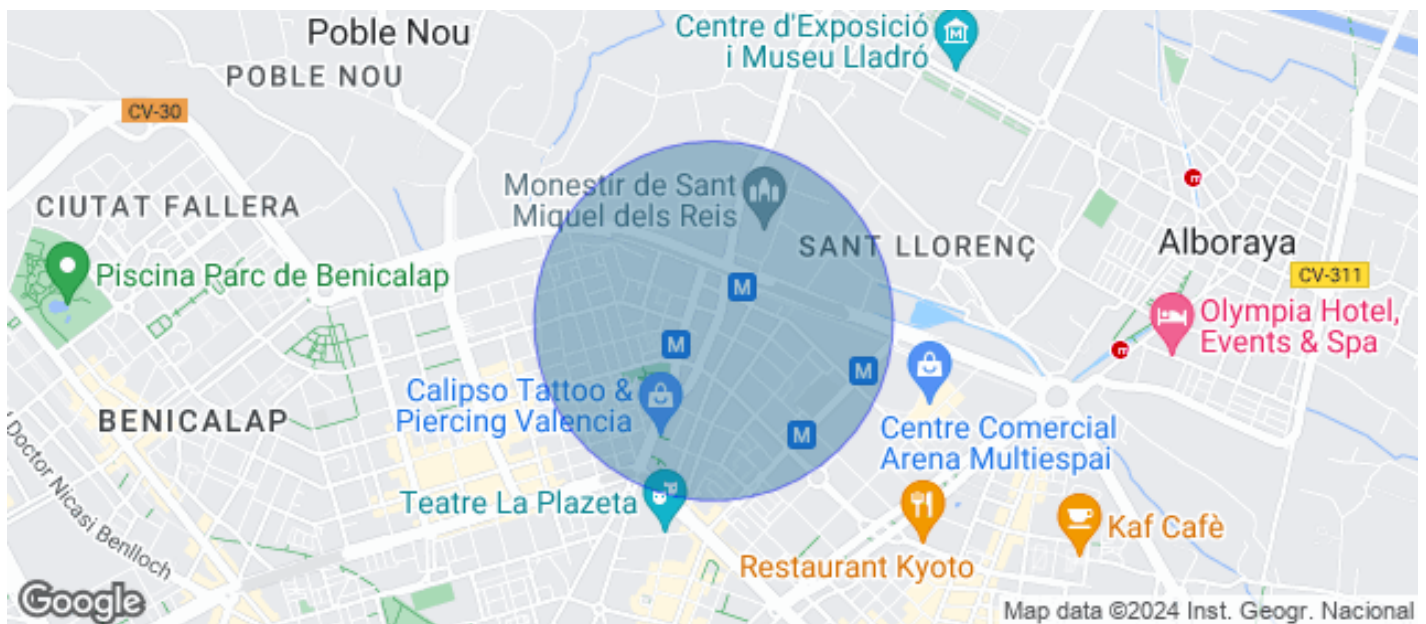 Poble Nou
POBLE NOU
CV-30
Centre d'Exposició
i Museu Lladró
Monestir de Sant
Miquel dels Reis
CIUTAT FALLERA
SANT LLORENÇ
Alboraya
CV-311
Piscina Parc de Benicalap
M
Olympia Hotel,
Events & Spa
M
M
Calipso Tattoo &
Piercing Valencia
BENICALAP
M
Centre Comercial
Arena Multiespai
Doctor Nicasi Benlloch
Teatre La Plazeta
Kaf Cafè
Restaurant Kyoto
Google
Map data ©2024 Inst. Geogr. Nacional